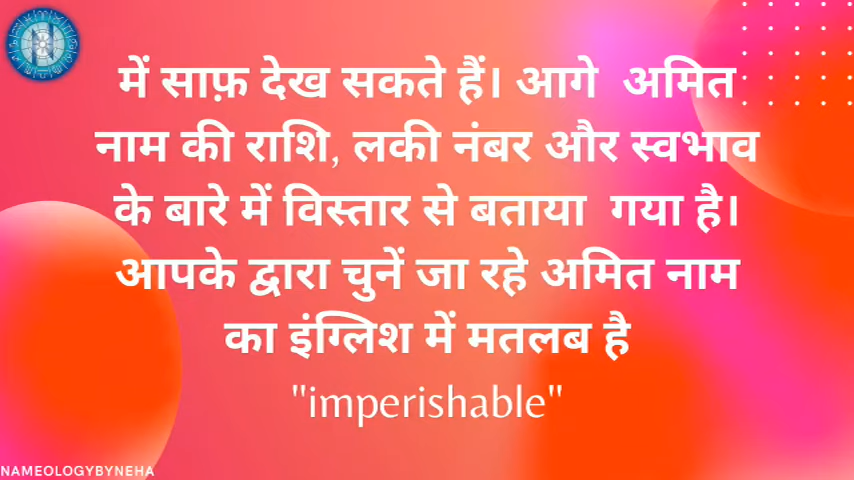 में साफ़ देख सकते हैं। आगे  अमित
नाम की राशि, लकी नंबर और स्वभाव
के बारे में विस्तार से बताया  गया है।
आपके द्वारा चुनें जा रहे अमित नाम
का इंग्लिश में मतलब है
"imperishable"
NAMEOLOGYBYNEHA